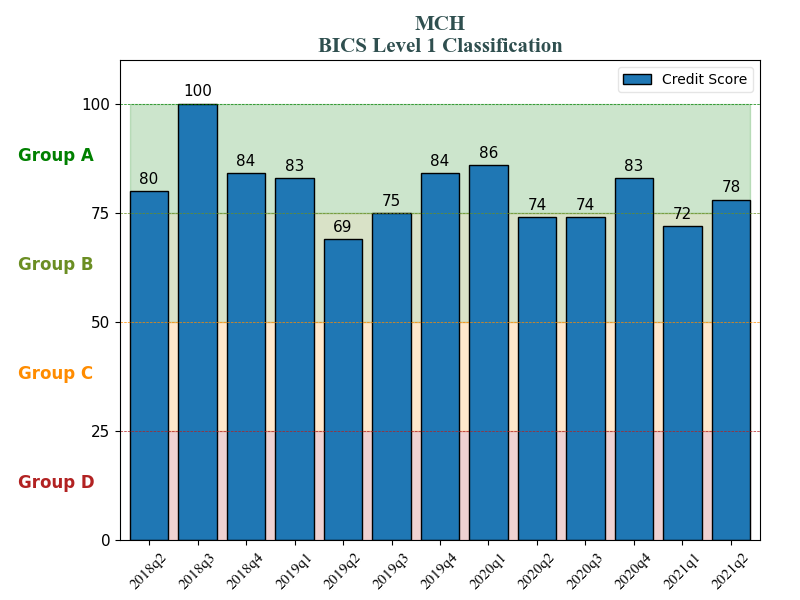 MCH
BICS Level 1 Classification
Credit Score
100
75
50
25
0
Group A
Group B
Group C
Group D
80
100
84
83
69
75
84
86
74
74
83
72
78
2018q2
2018q3
2018q4
2019q1
2019q2
2019q3
2019q4
2020q1
2020q2
2020q3
2020q4
2021q1
2021q2